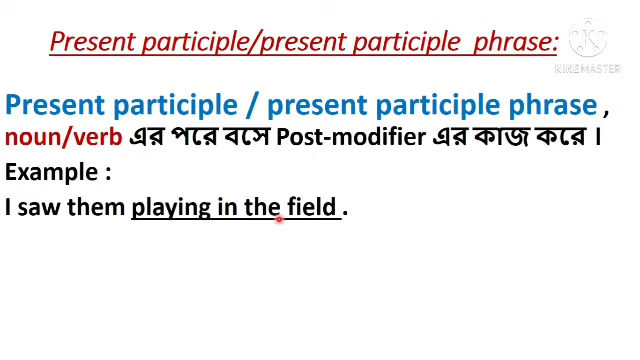 Present participle/present participle phrase:
KINEMASTER
Present participle / present participle phrase ,
noun/verb এর পরে বসে Post-modifier এর কাজ করে ।
Example :
I saw them playing in the field .